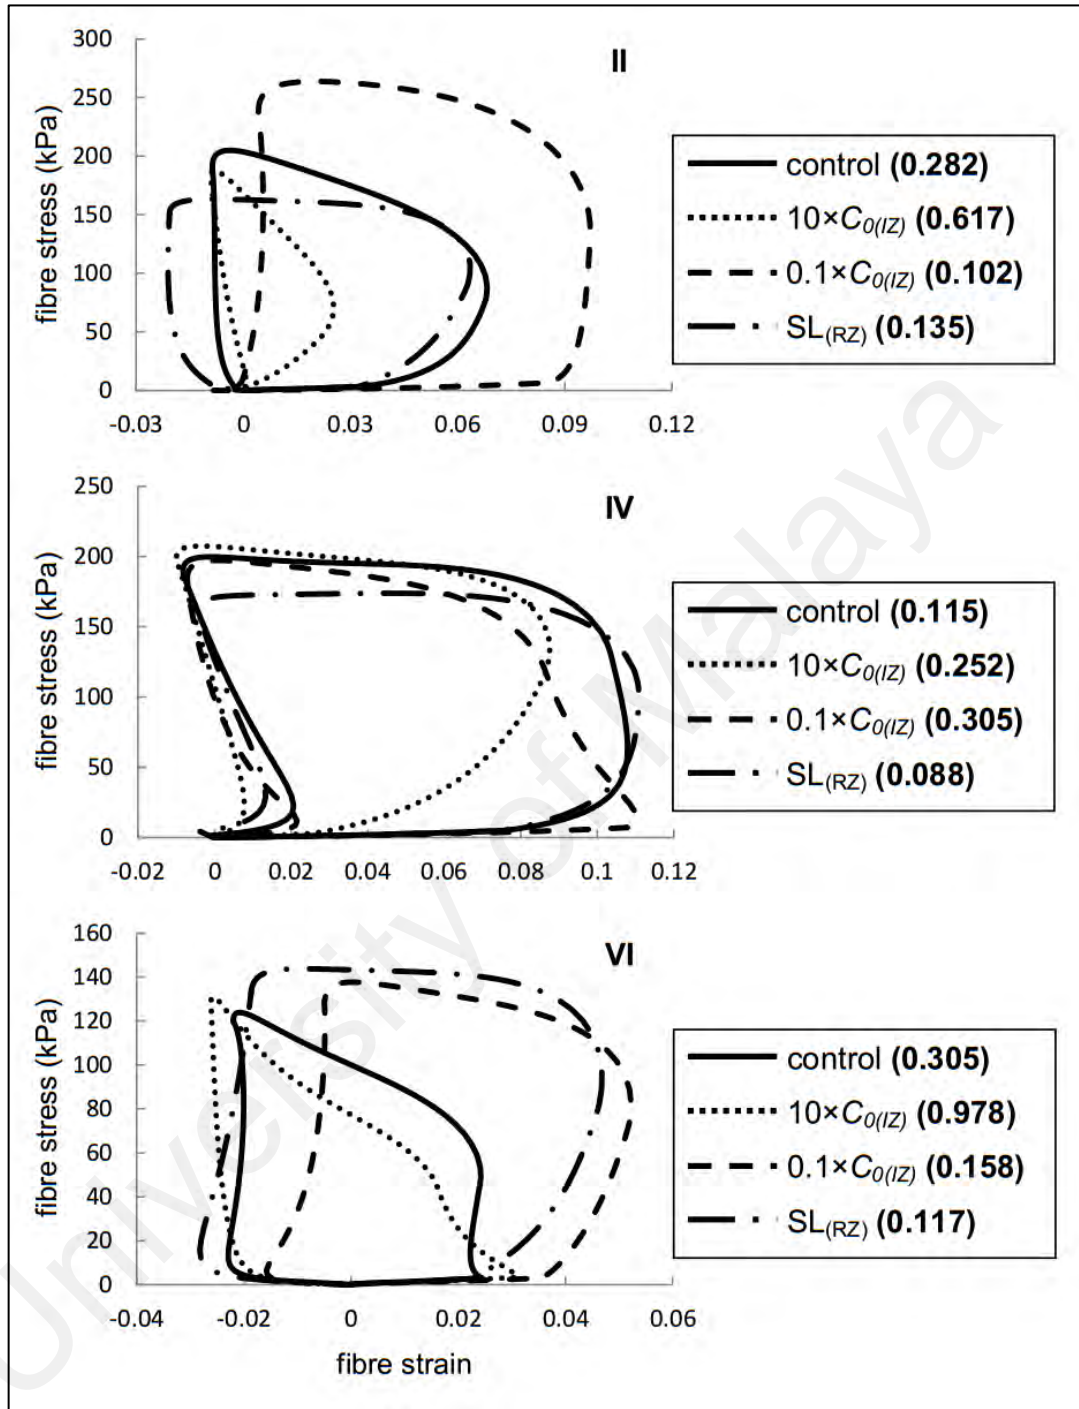 II
fibre stress (kPa)
300
250
200
150
100
50
0
-0.03 0 0.03 0.06 0.09 0.12
control (0.282)
10×C0(IZ) (0.617)
0.1×C0(IZ) (0.102)
SL(RZ) (0.135)
IV
fibre stress (kPa)
250
200
150
100
50
0
-0.02 0 0.02 0.04 0.06 0.08 0.1 0.12
control (0.115)
10×C0(IZ) (0.252)
0.1×C0(IZ) (0.305)
SL(RZ) (0.088)
VI
fibre stress (kPa)
160
140
120
100
80
60
40
20
0
-0.04 -0.02 0 0.02 0.04 0.06
fibre strain
control (0.305)
10×C0(IZ) (0.978)
0.1×C0(IZ) (0.158)
SL(RZ) (0.117)
University of Malaya